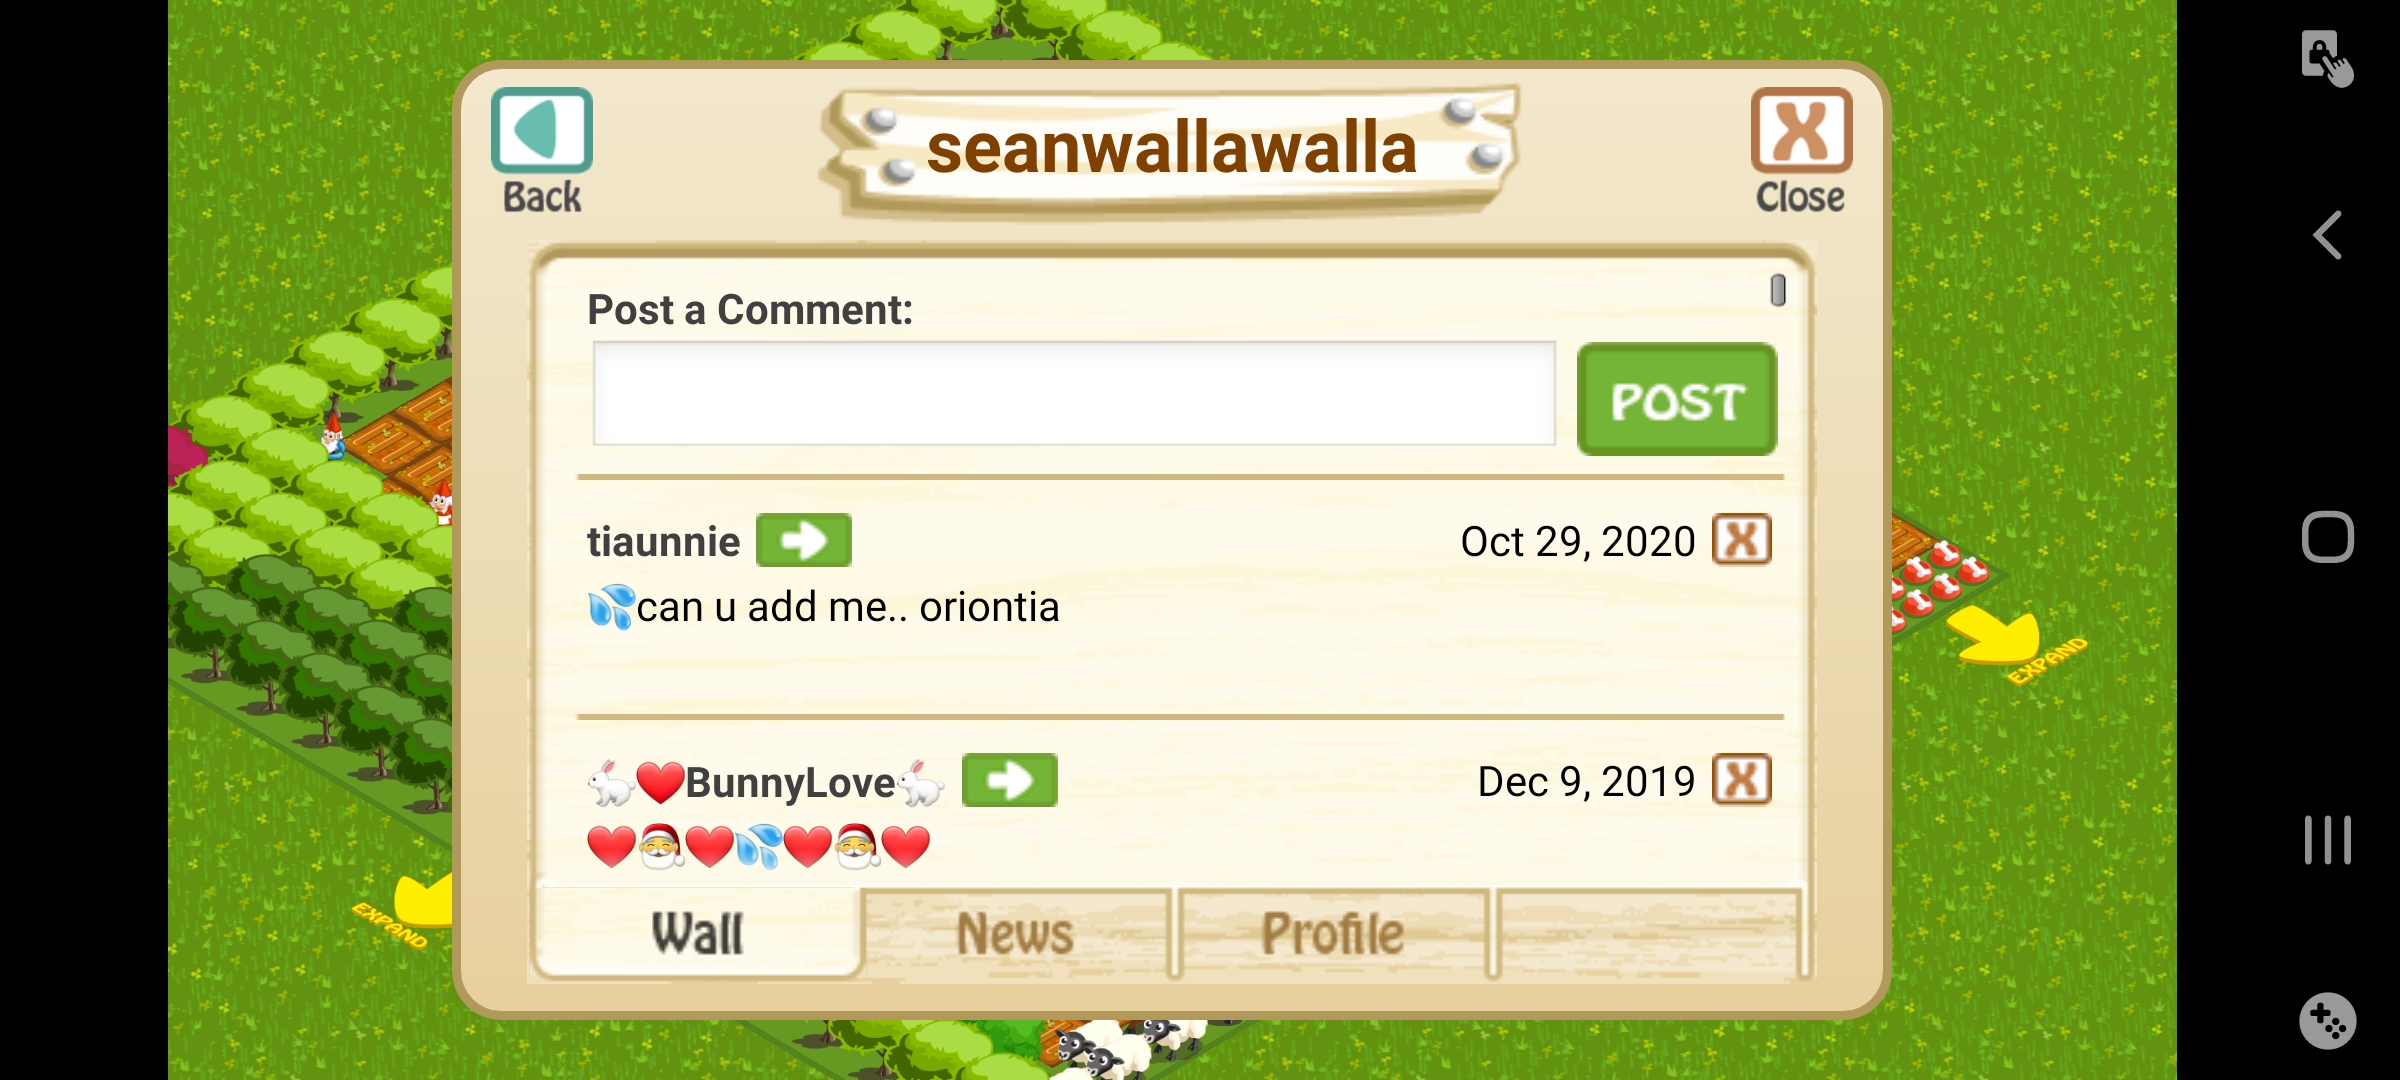 seanwallawalla
Back
Close
Post a Comment:
POST
tiaunnie
Oct 29, 2020
💦can u add me.. oriontia
🐇❤️BunnyLove🐇
Dec 9, 2019
❤️🎅❤️💦❤️🎅❤️
EXPAND
EXPAND
Wall
News
Profile